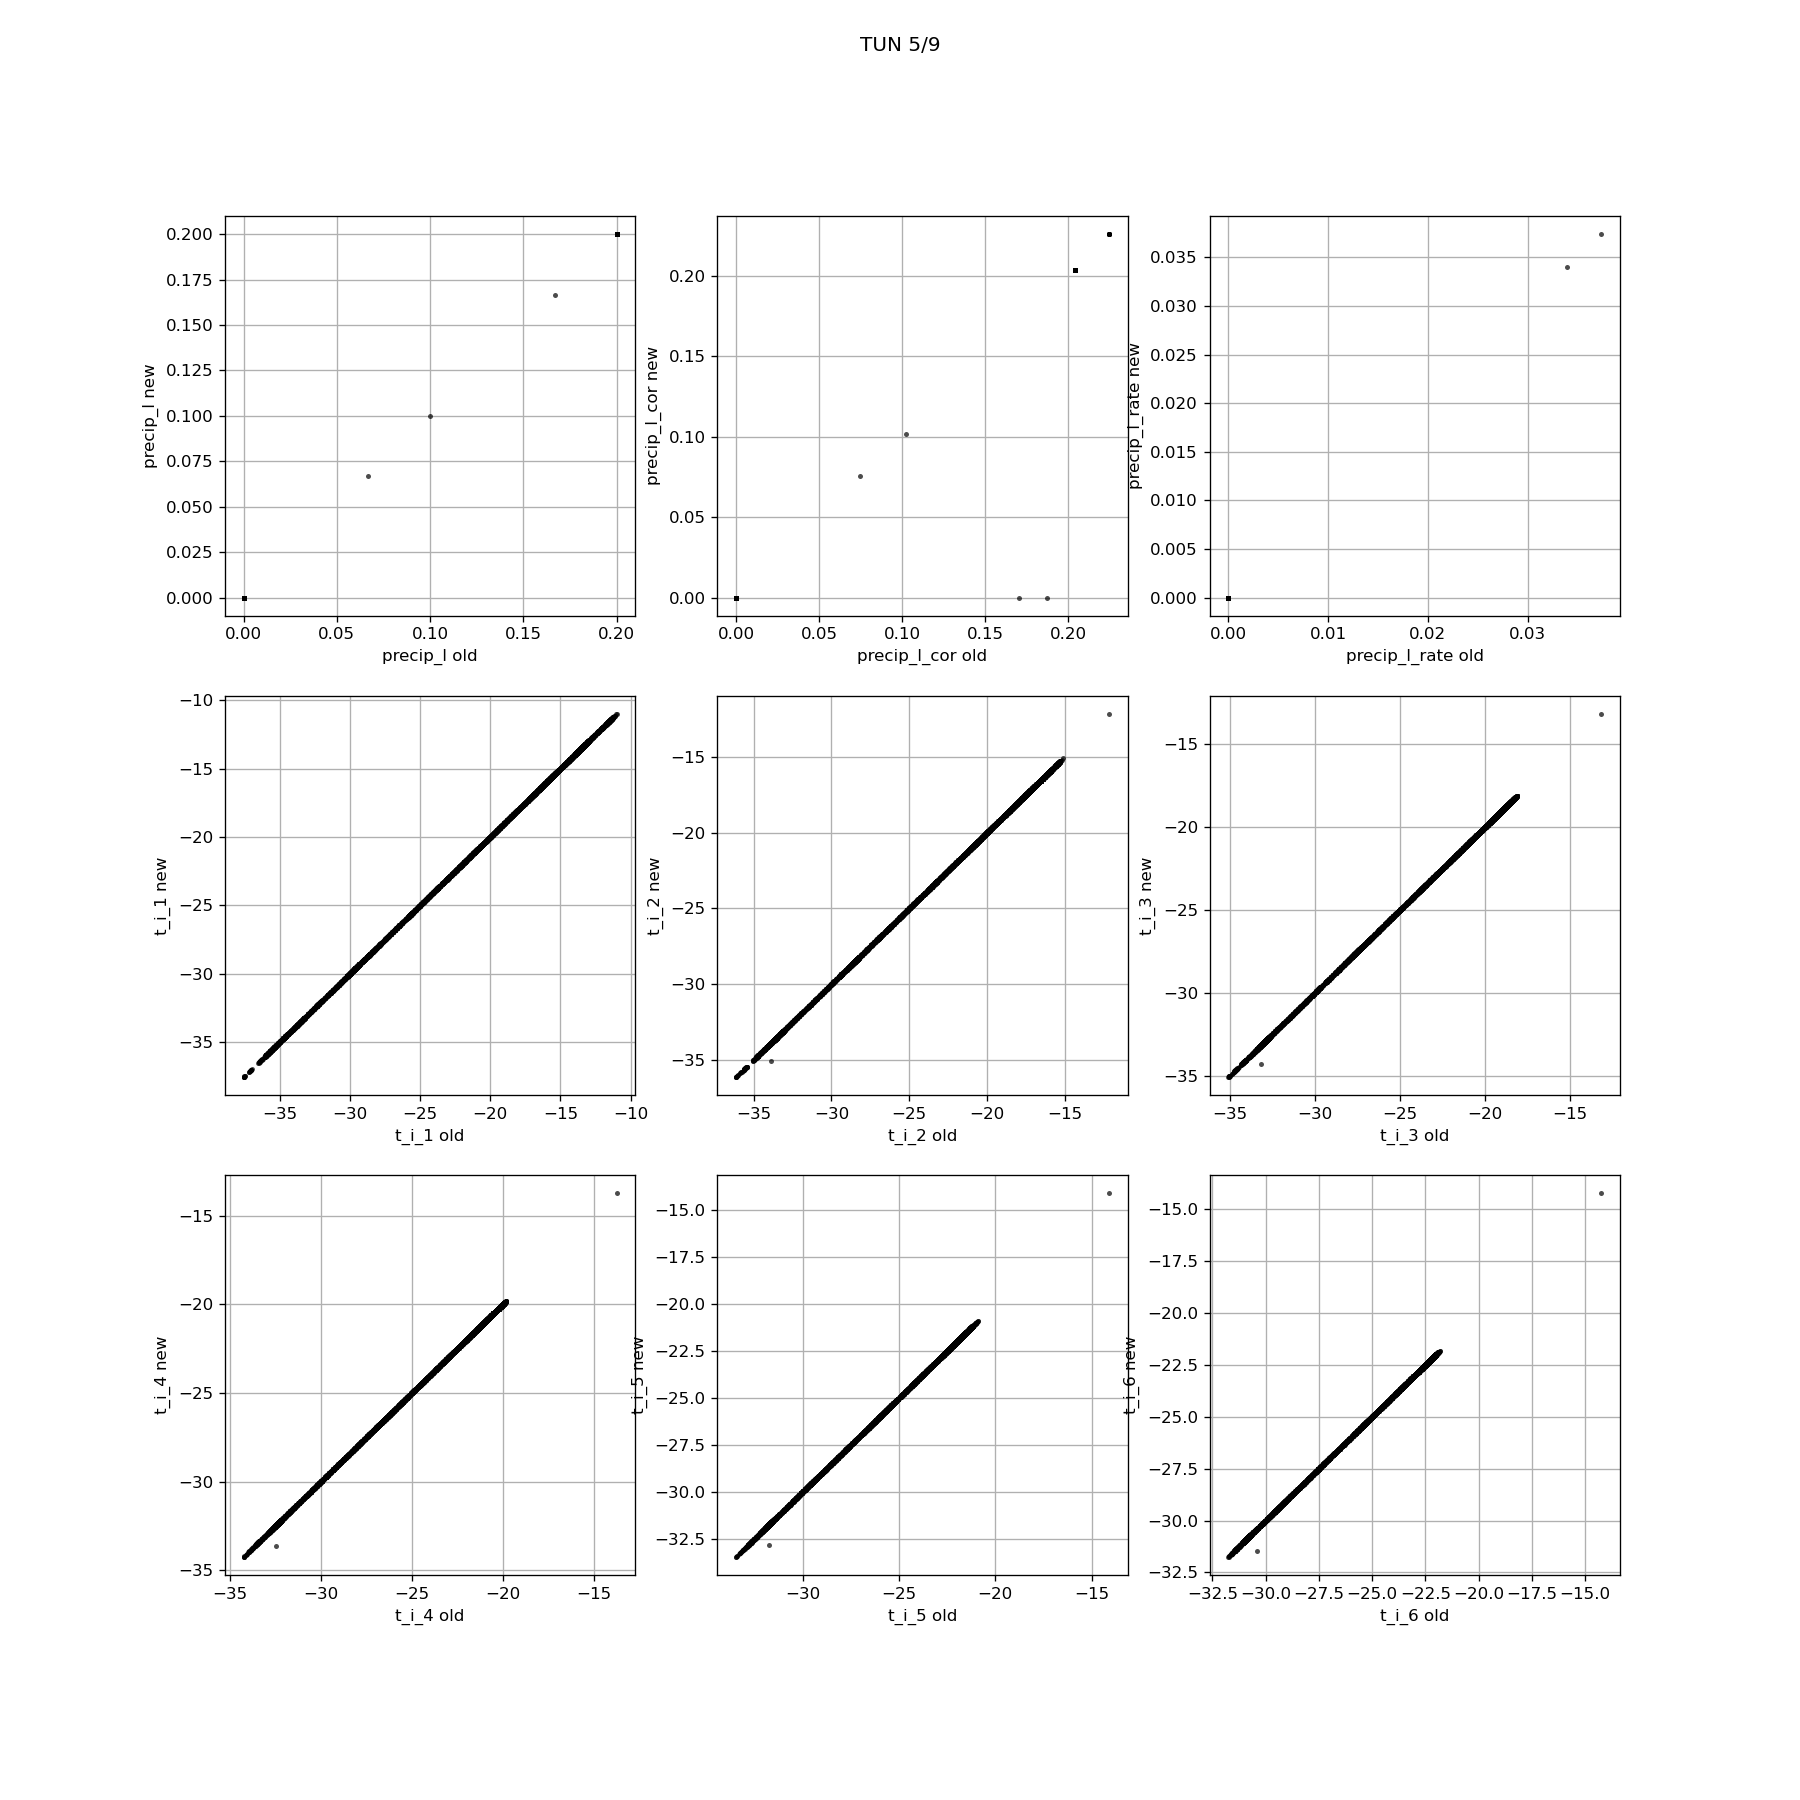 TUN 5/9
0.200
0.175
0.150
0.125
0.100
0.075
0.050
0.025
0.000
precip_l new
0.00 0.05 0.10 0.15 0.20
precip_l old
0.20
0.15
0.10
0.05
0.00
precip_l_cor new
0.00 0.05 0.10 0.15 0.20
precip_l_cor old
0.035
0.030
0.025
0.020
0.015
0.010
0.005
0.000
precip_l_rate new
0.00 0.01 0.02 0.03
precip_l_rate old
−10
−15
−20
−25
−30
−35
t_i_1 new
−35 −30 −25 −20 −15 −10
t_i_1 old
−15
−20
−25
−30
−35
t_i_2 new
−35 −30 −25 −20 −15
t_i_2 old
−15
−20
−25
−30
−35
t_i_3 new
−35 −30 −25 −20 −15
t_i_3 old
−15
−20
−25
−30
−35
t_i_4 new
−35 −30 −25 −20 −15
t_i_4 old
−15.0
−17.5
−20.0
−22.5
−25.0
−27.5
−30.0
−32.5
t_i_5 new
−30 −25 −20 −15
t_i_5 old
−15.0
−17.5
−20.0
−22.5
−25.0
−27.5
−30.0
−32.5
t_i_6 new
−32.5 −30.0 −27.5 −25.0 −22.5 −20.0 −17.5 −15.0
t_i_6 old